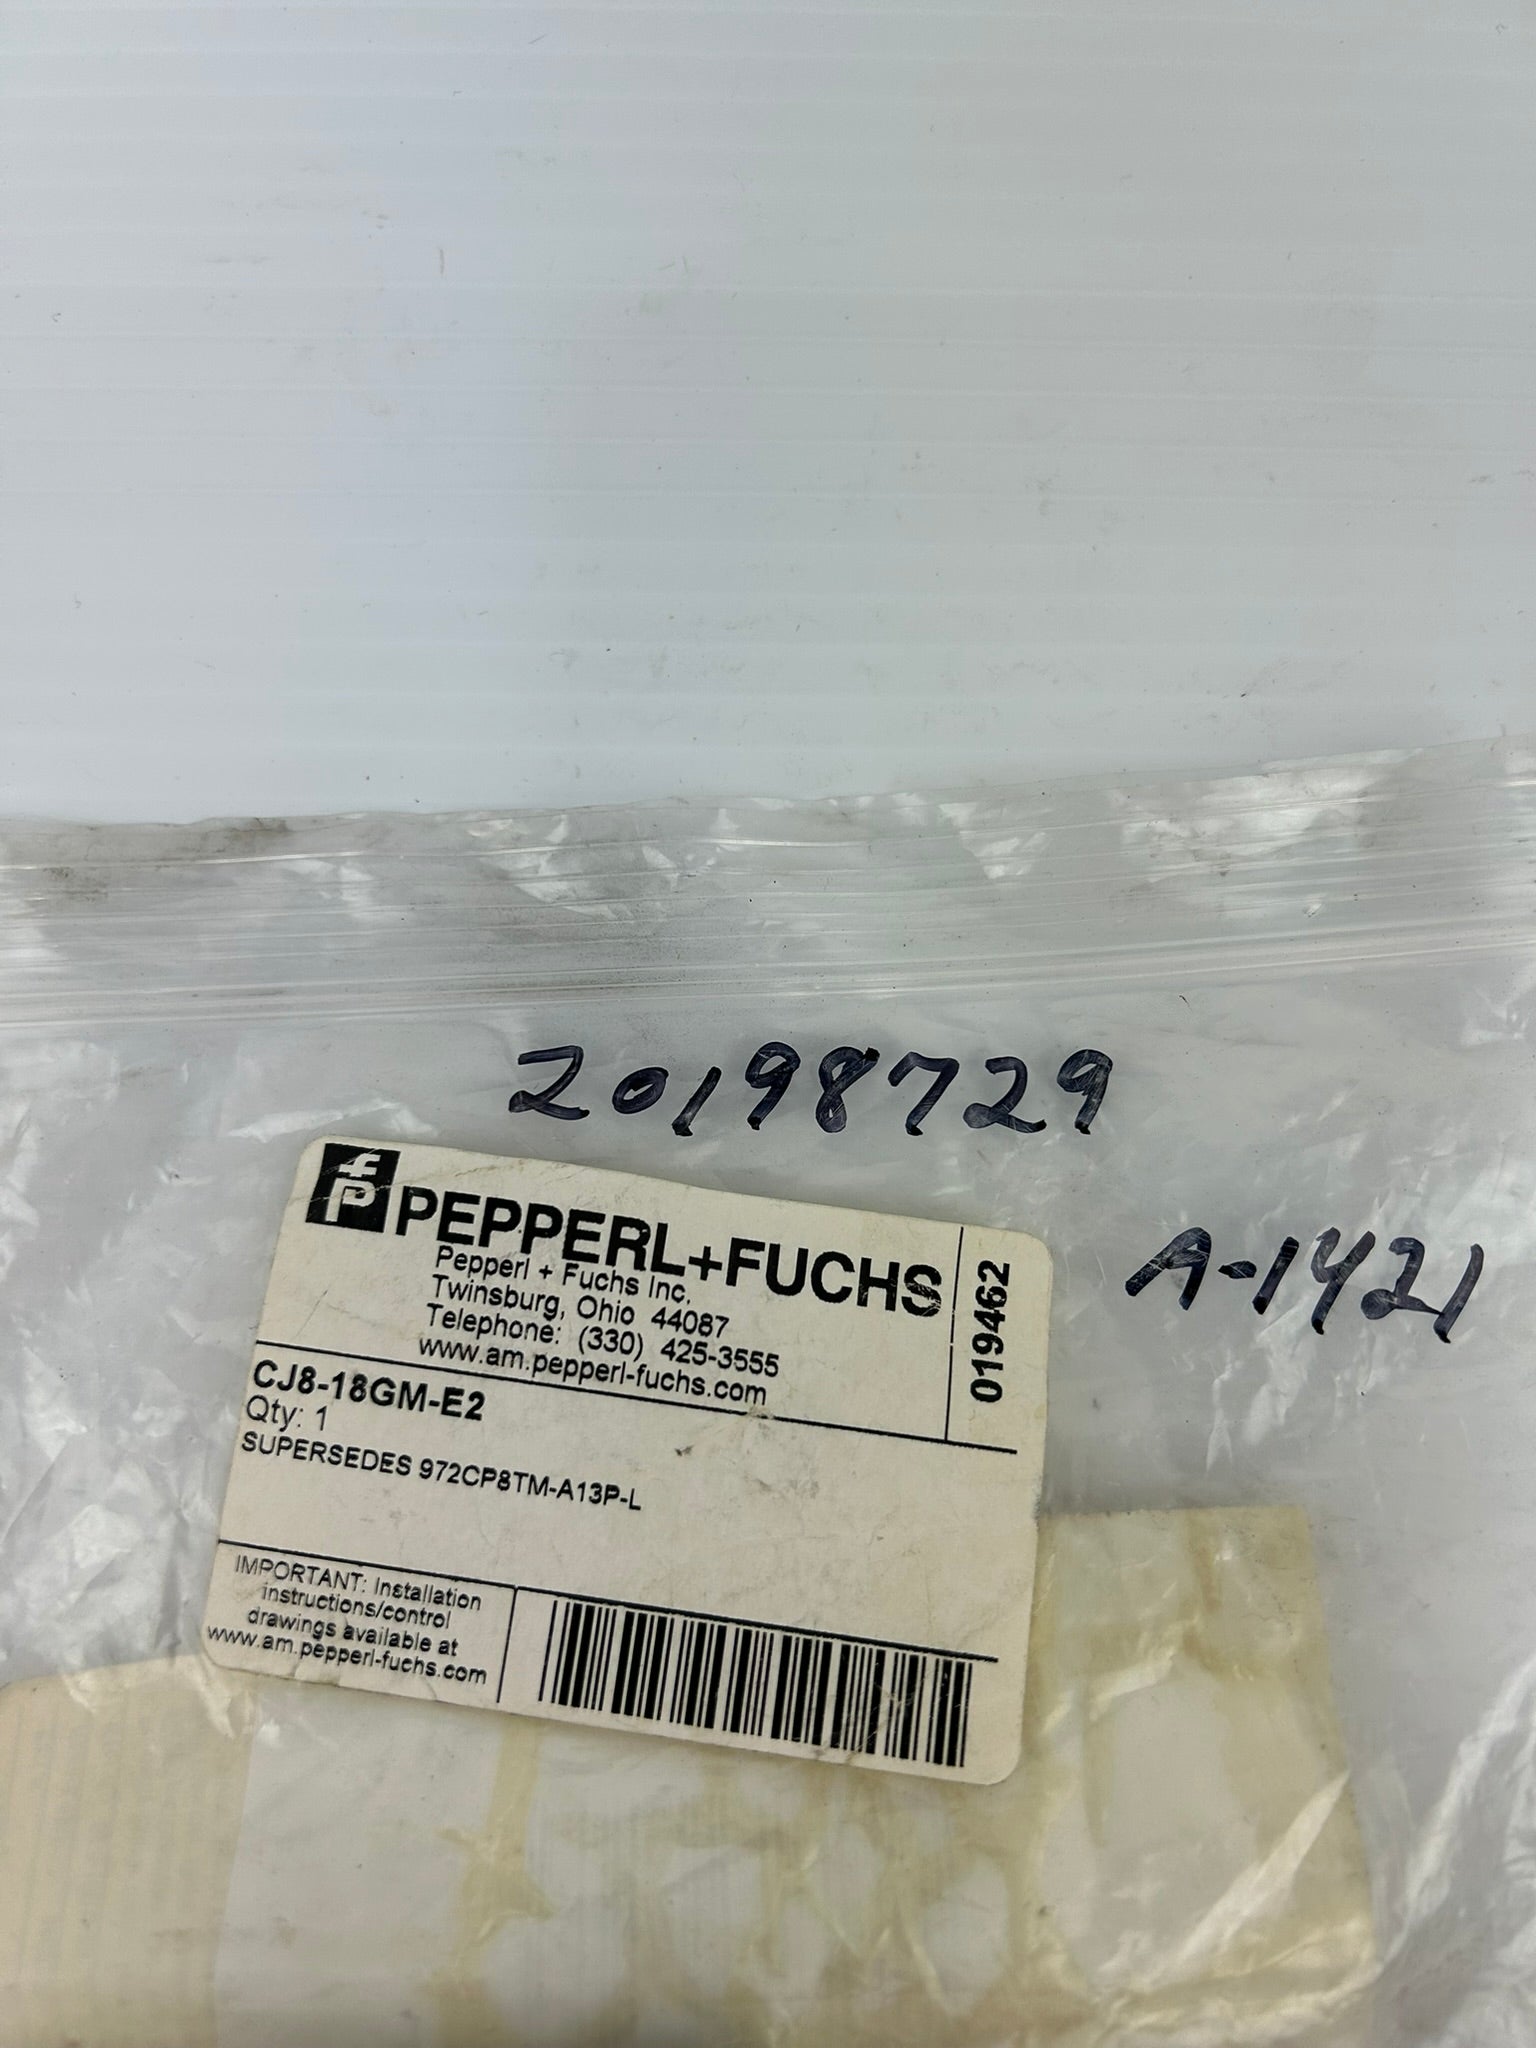 20198729
A-1421
fP PEPPERL+FUCHS
Pepperl + Fuchs Inc.
Twinsburg, Ohio 44087
Telephone: (330) 425-3555
www.am.pepperl-fuchs.com
019462
CJ8-18GM-E2
Qty: 1
SUPERSEDES 972CP8TM-A13P-L
IMPORTANT: Installation
instructions/control
drawings available at
www.am.pepperl-fuchs.com